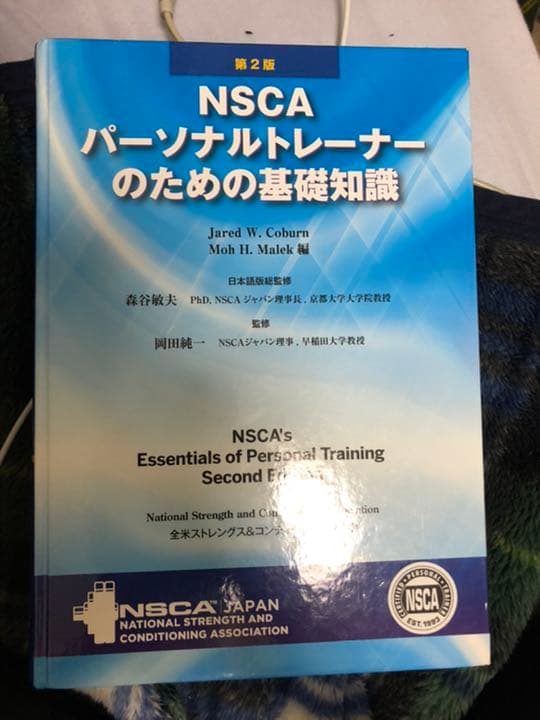 第2版
NSCA
パーソナルトレーナー
のための基礎知識
Jared W. Coburn
Moh H. Malek 編
日本語版総監修
森谷敏夫 PhD, NSCAジャパン理事長, 京都大学大学院教授
監修
岡田純一 NSCAジャパン理事, 早稲田大学教授
NSCA's
Essentials of Personal Training
Second
National Strength and
全米ストレングス&コンディ
NSCA JAPAN
NATIONAL STRENGTH AND
CONDITIONING ASSOCIATION
CERTIFIED PERSONAL TRAINER
NSCA
EST. 1993